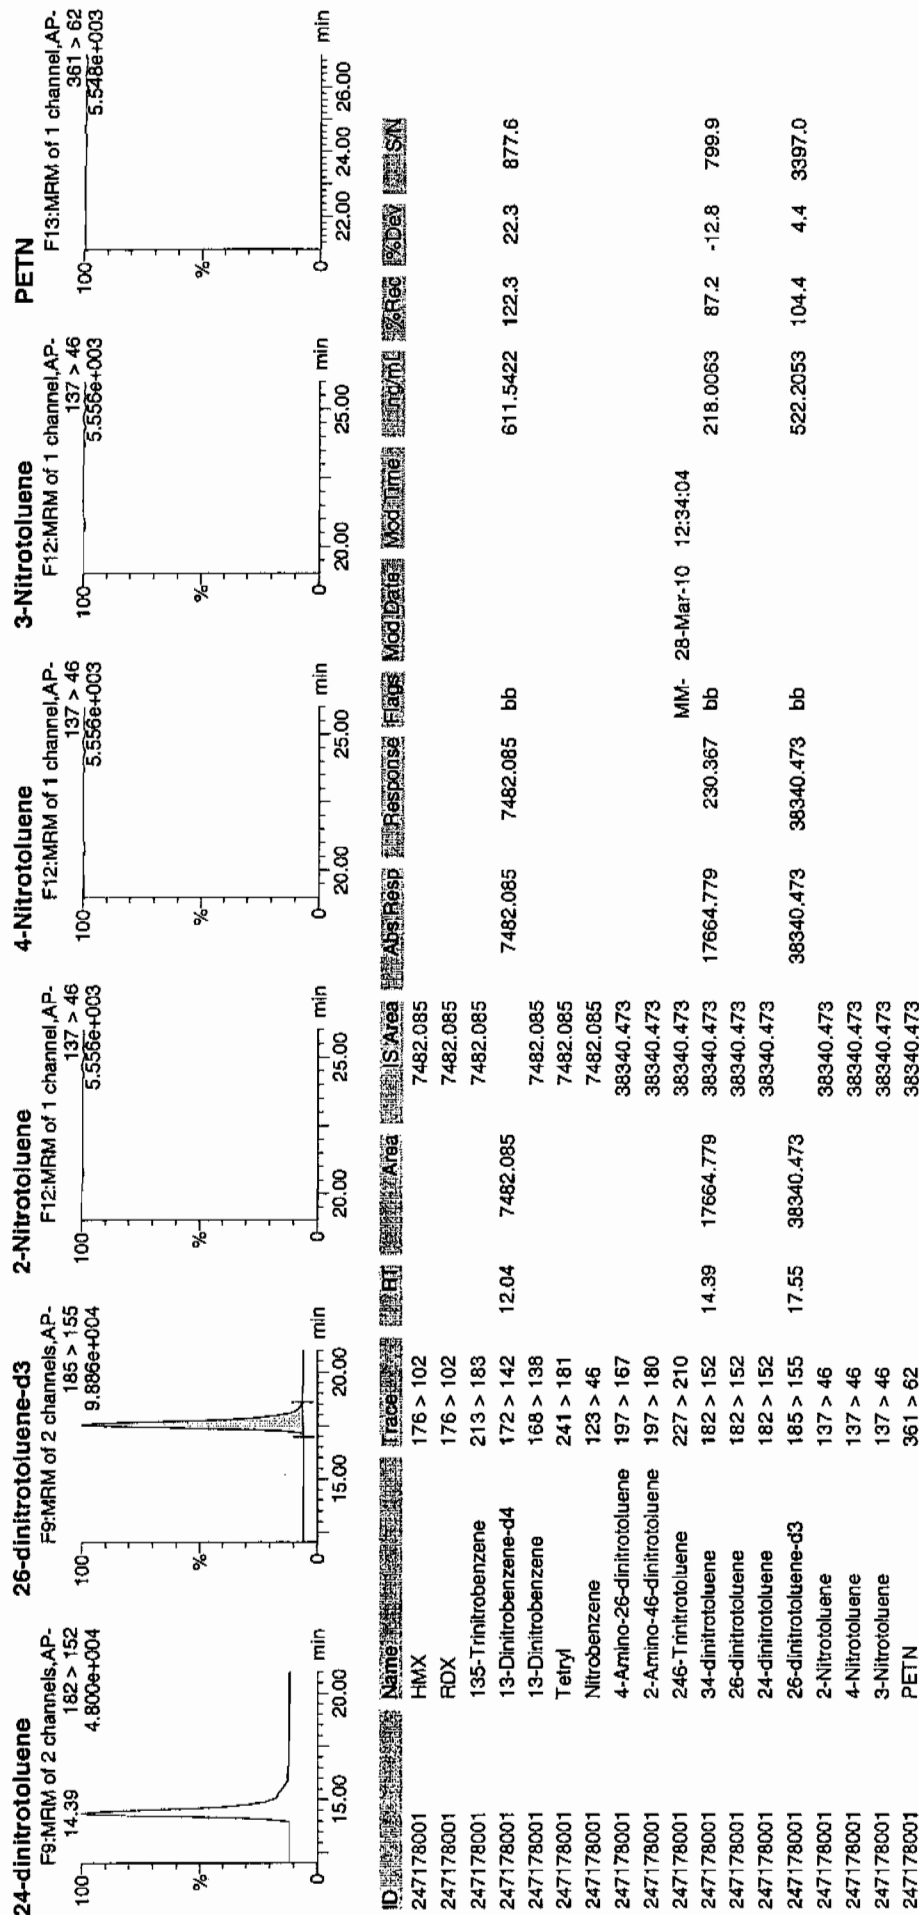 24-dinitrotoluene
F9:MRM of 2 channels,AP-
182 > 152
4.800e+004
14.39
100
%
0
15.00 20.00 min
26-dinitrotoluene-d3
F9:MRM of 2 channels,AP-
185 > 155
9.886e+004
100
%
0
15.00 20.00 min
2-Nitrotoluene
F12:MRM of 1 channel,AP-
137 > 46
5.556e+003
100
%
0
20.00 25.00 min
4-Nitrotoluene
F12:MRM of 1 channel,AP-
137 > 46
5.556e+003
100
%
0
20.00 25.00 min
3-Nitrotoluene
F12:MRM of 1 channel,AP-
137 > 46
5.556e+003
100
%
0
20.00 25.00 min
PETN
F13:MRM of 1 channel,AP-
361 > 62
5.548e+003
100
%
0
22.00 24.00 26.00 min
ID Name Trace RT Area IS Area Abs.Resp Response Flags Mod.Date Mod.Time ng/mL %Rec %Dev S/N
247178001 HMX 176 > 102 7482.085
247178001 RDX 176 > 102 7482.085
247178001 135-Trinitrobenzene 213 > 183 7482.085
247178001 13-Dinitrobenzene-d4 172 > 142 12.04 7482.085 7482.085 7482.085 bb 611.5422 122.3 22.3 877.6
247178001 13-Dinitrobenzene 168 > 138 7482.085
247178001 Tetryl 241 > 181 7482.085
247178001 Nitrobenzene 123 > 46 7482.085
247178001 4-Amino-26-dinitrotoluene 197 > 167 38340.473
247178001 2-Amino-46-dinitrotoluene 197 > 180 38340.473
247178001 246-Trinitrotoluene 227 > 210 38340.473 MM- 28-Mar-10 12:34:04
247178001 34-dinitrotoluene 182 > 152 14.39 17664.779 38340.473 17664.779 230.367 bb 218.0063 87.2 -12.8 799.9
247178001 26-dinitrotoluene 182 > 152 38340.473
247178001 24-dinitrotoluene 182 > 152 38340.473
247178001 26-dinitrotoluene-d3 185 > 155 17.55 38340.473 38340.473 38340.473 bb 522.2053 104.4 4.4 3397.0
247178001 2-Nitrotoluene 137 > 46 38340.473
247178001 4-Nitrotoluene 137 > 46 38340.473
247178001 3-Nitrotoluene 137 > 46 38340.473
247178001 PETN 361 > 62 38340.473